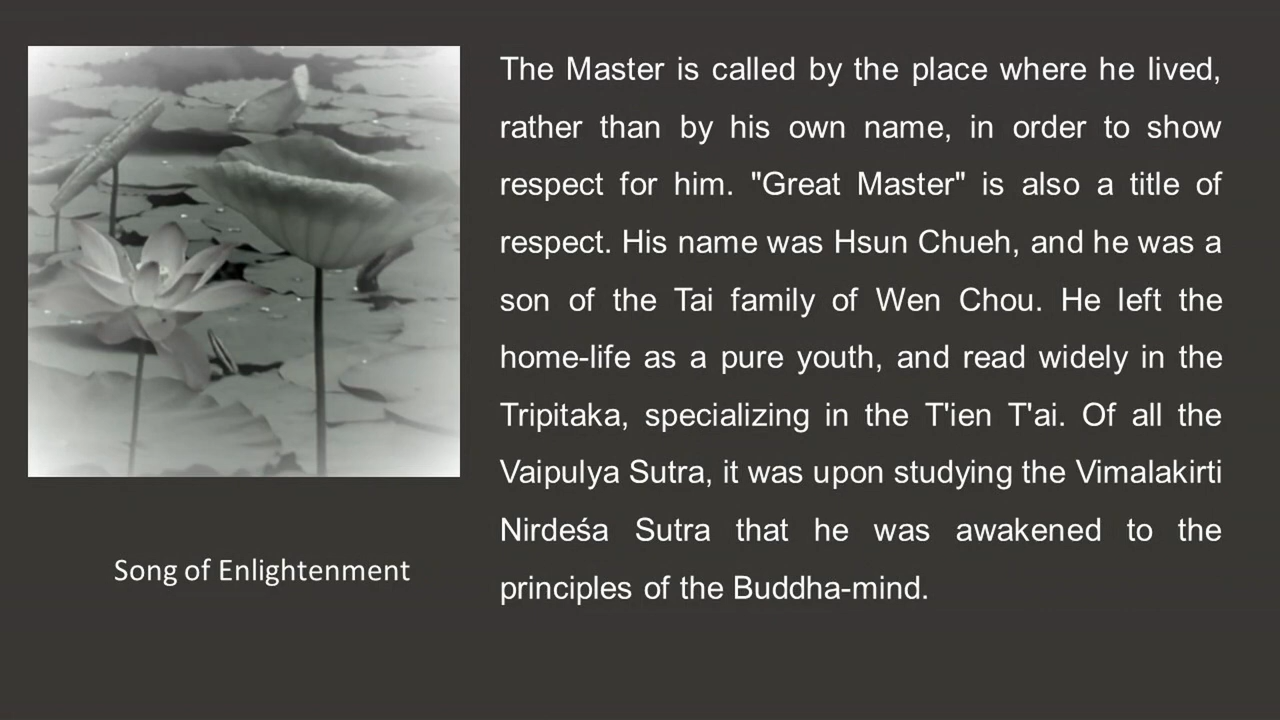 The Master is called by the place where he lived,
rather than by his own name, in order to show
respect for him. "Great Master" is also a title of
respect. His name was Hsun Chueh, and he was a
son of the Tai family of Wen Chou. He left the
home-life as a pure youth, and read widely in the
Tripitaka, specializing in the T'ien T'ai. Of all the
Vaipulya Sutra, it was upon studying the Vimalakirti
Nirdeśa Sutra that he was awakened to the
principles of the Buddha-mind.
Song of Enlightenment